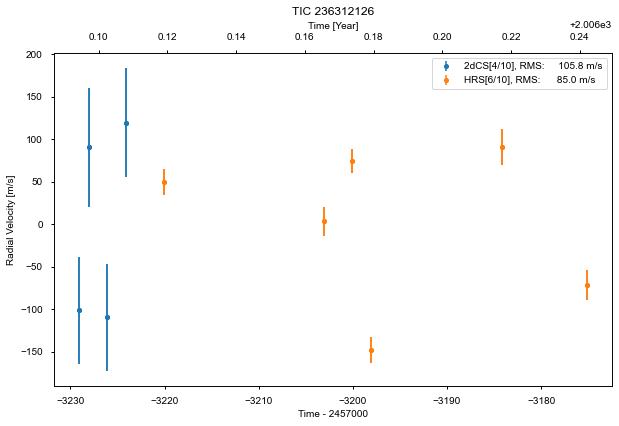 TIC 236312126
Time [Year]
+2.006e3
0.10 0.12 0.14 0.16 0.18 0.20 0.22 0.24
2dCS[4/10], RMS: 105.8 m/s
HRS[6/10], RMS: 85.0 m/s
Radial Velocity [m/s]
200
150
100
50
0
−50
−100
−150
−3230 −3220 −3210 −3200 −3190 −3180
Time - 2457000